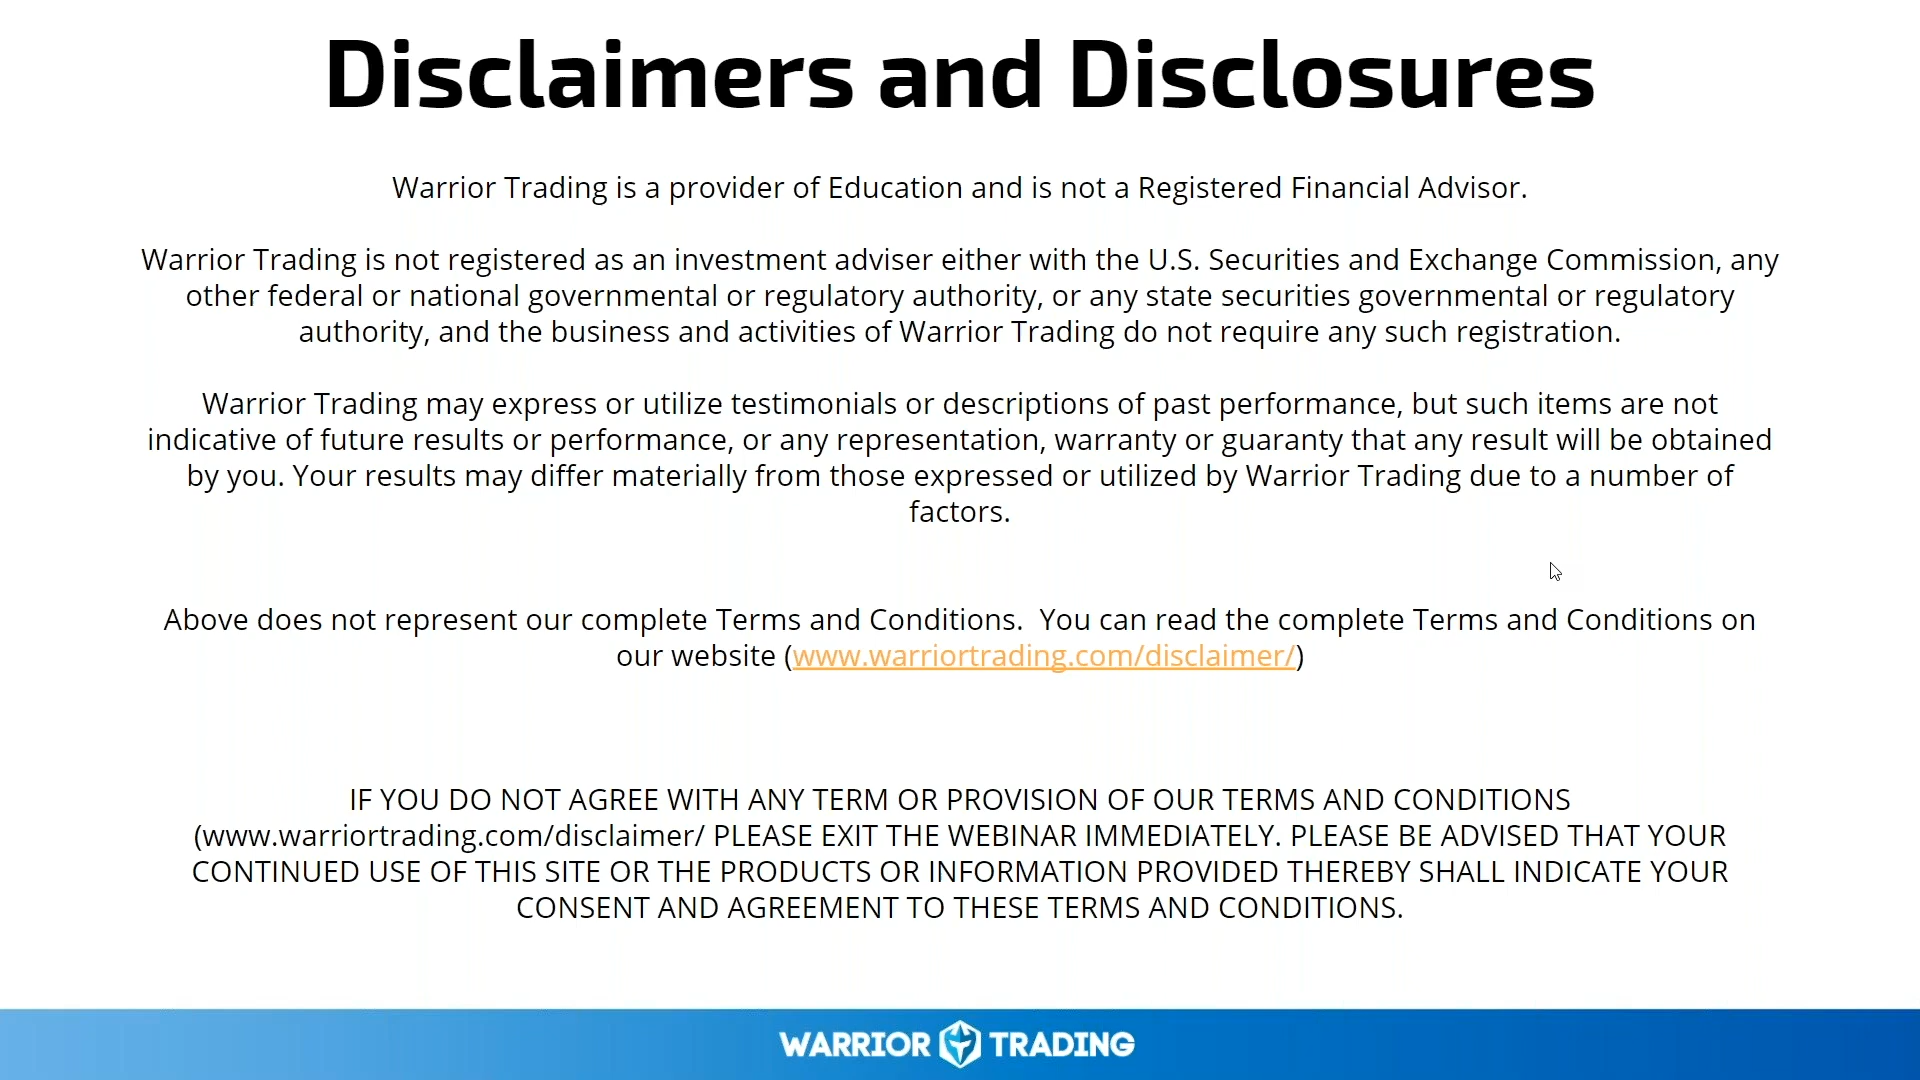 Disclaimers and Disclosures
Warrior Trading is a provider of Education and is not a Registered Financial Advisor.
Warrior Trading is not registered as an investment adviser either with the U.S. Securities and Exchange Commission, any
other federal or national governmental or regulatory authority, or any state securities governmental or regulatory
authority, and the business and activities of Warrior Trading do not require any such registration.
Warrior Trading may express or utilize testimonials or descriptions of past performance, but such items are not
indicative of future results or performance, or any representation, warranty or guaranty that any result will be obtained
by you. Your results may differ materially from those expressed or utilized by Warrior Trading due to a number of
factors.
Above does not represent our complete Terms and Conditions.  You can read the complete Terms and Conditions on
our website (www.warriortrading.com/disclaimer/)
IF YOU DO NOT AGREE WITH ANY TERM OR PROVISION OF OUR TERMS AND CONDITIONS
(www.warriortrading.com/disclaimer/ PLEASE EXIT THE WEBINAR IMMEDIATELY. PLEASE BE ADVISED THAT YOUR
CONTINUED USE OF THIS SITE OR THE PRODUCTS OR INFORMATION PROVIDED THEREBY SHALL INDICATE YOUR
CONSENT AND AGREEMENT TO THESE TERMS AND CONDITIONS.
WARRIOR TRADING